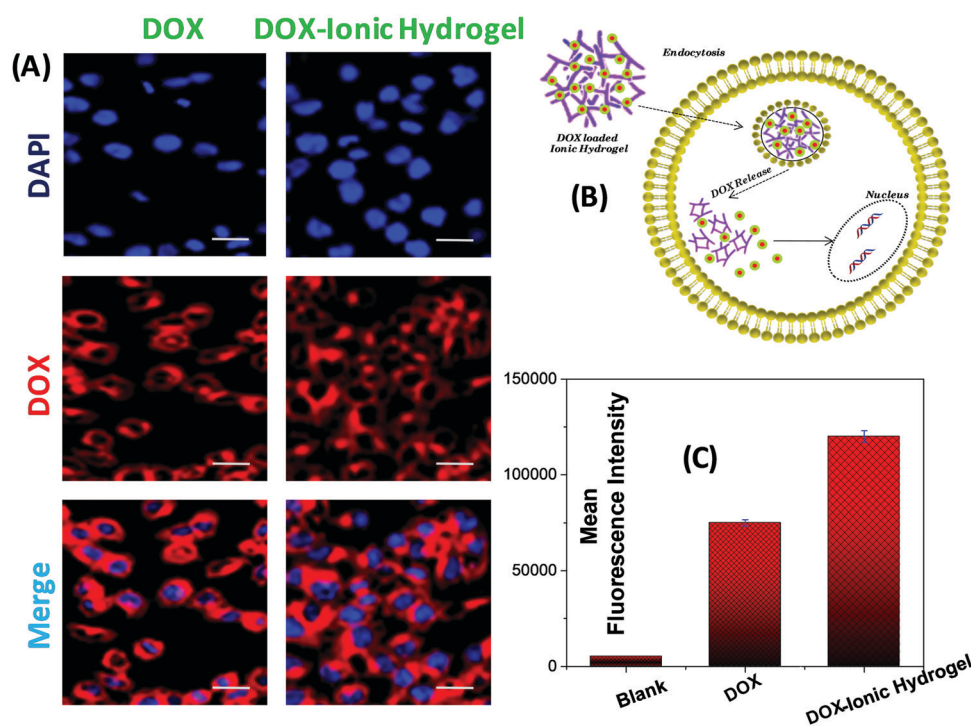 DOX
DOX-Ionic Hydrogel
(A)
DAPI
DOX
Merge
Endocytosis
DOX loaded
Ionic Hydrogel
DOX Release
(B)
Nucleus
150000
100000
50000
0
Mean
Fluorescence Intensity
(C)
Blank
DOX
DOX-Ionic Hydrogel